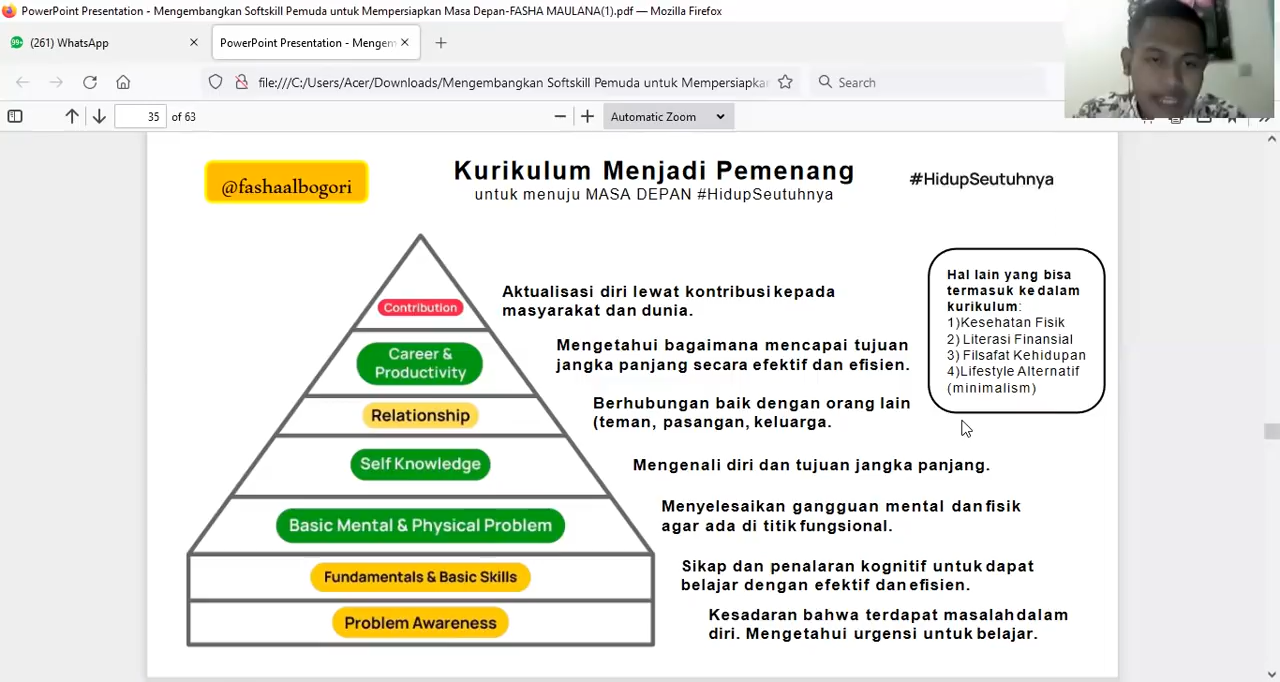 PowerPoint Presentation - Mengembangkan Softskill Pemuda untuk Mempersiapkan Masa Depan-FASHA MAULANA(1).pdf — Mozilla Firefox
(261) WhatsApp
PowerPoint Presentation - Mengem
file:///C:/Users/Acer/Downloads/Mengembangkan Softskill Pemuda untuk Mempersiapka
Search
35 of 63
Automatic Zoom
@fashaalbogori
Kurikulum Menjadi Pemenang
untuk menuju MASA DEPAN #HidupSeutuhnya
#HidupSeutuhnya
Contribution
Aktualisasi diri lewat kontribusi kepada
masyarakat dan dunia.
Career &
Productivity
Mengetahui bagaimana mencapai tujuan
jangka panjang secara efektif dan efisien.
Relationship
Berhubungan baik dengan orang lain
(teman, pasangan, keluarga.
Self Knowledge
Mengenali diri dan tujuan jangka panjang.
Basic Mental & Physical Problem
Menyelesaikan gangguan mental dan fisik
agar ada di titik fungsional.
Fundamentals & Basic Skills
Sikap dan penalaran kognitif untuk dapat
belajar dengan efektif dan efisien.
Problem Awareness
Kesadaran bahwa terdapat masalah dalam
diri. Mengetahui urgensi untuk belajar.
Hal lain yang bisa
termasuk ke dalam
kurikulum:
1)Kesehatan Fisik
2) Literasi Finansial
3) Filsafat Kehidupan
4)Lifestyle Alternatif
(minimalism)